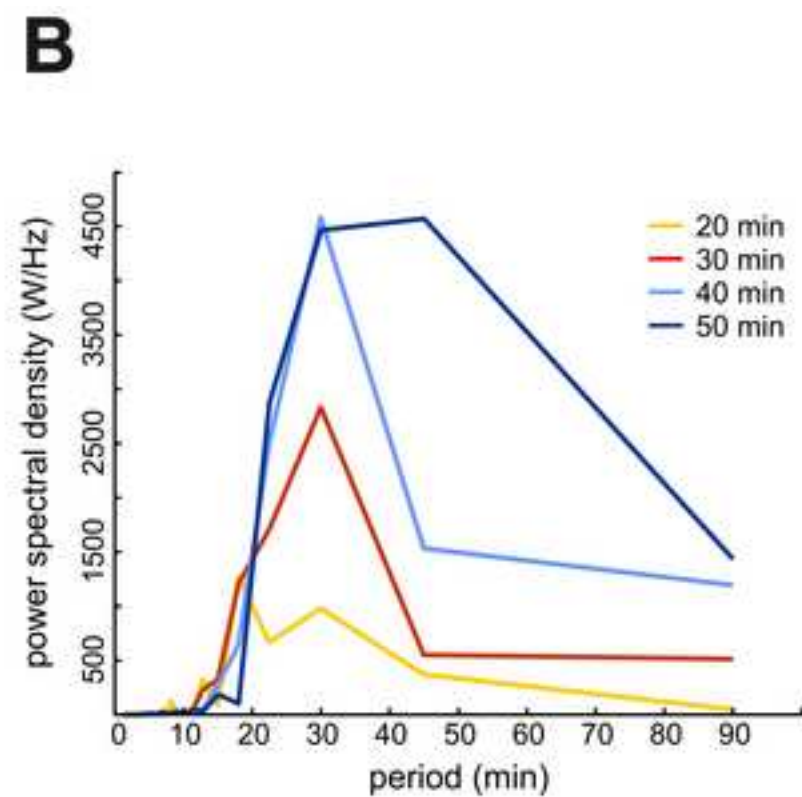 B
power spectral density (W/Hz)
4500
3500
2500
1500
500
20 min
30 min
40 min
50 min
0 10 20 30 40 50 60 70 80 90
period (min)